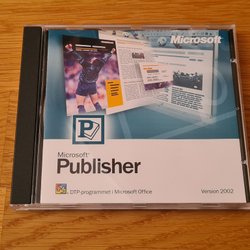 Microsoft
P
Microsoft
Publisher
DTP-programmet i Microsoft Office
Version 2002